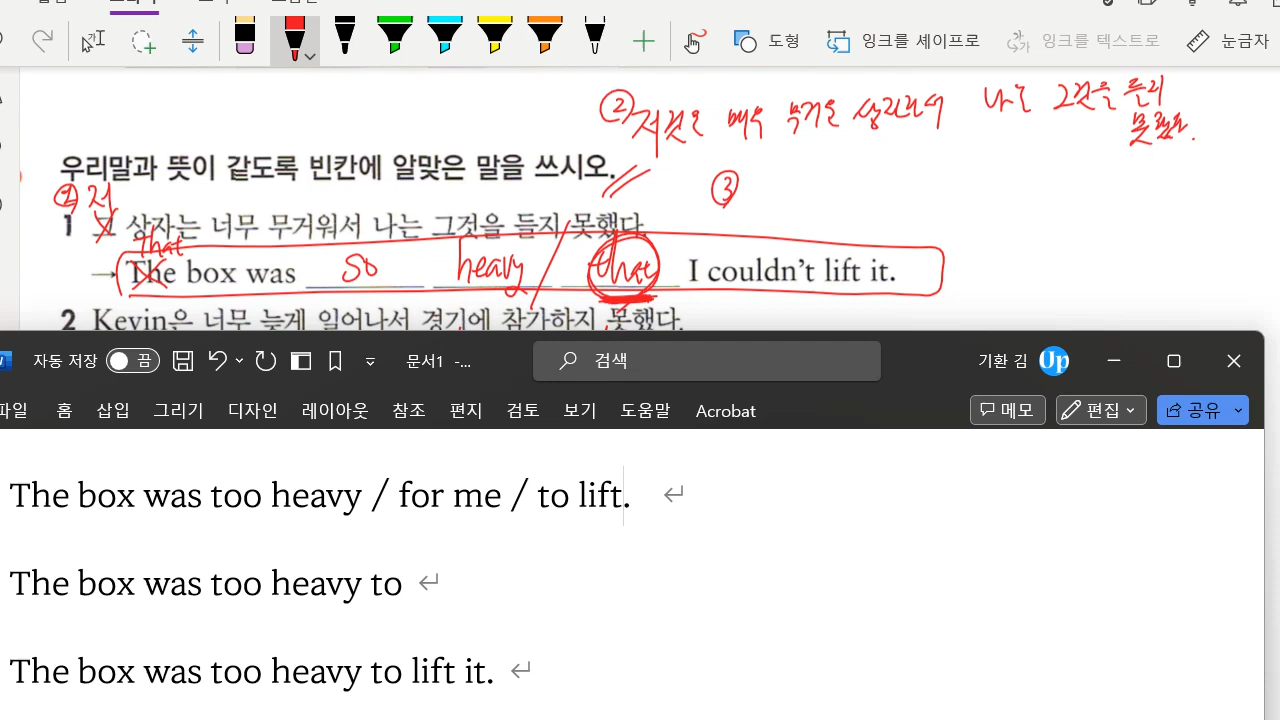 도형
잉크를 셰이프로
잉크를 텍스트로
눈금자
② 저것은 매우 무거운 상자라서 나는 그것을 들지
못했다.
우리말과 뜻이 같도록 빈칸에 알맞은 말을 쓰시오.
① 저
③
1 그 상자는 너무 무거워서 나는 그것을 들지 못했다.
that
→ The box was so heavy / that I couldn't lift it.
2 Kevin은 너무 늦게 일어나서 경기에 참가하지 못했다.
자동 저장 끔 문서1 -... 검색 기환 김
파일 홈 삽입 그리기 디자인 레이아웃 참조 편지 검토 보기 도움말 Acrobat 메모 편집 공유
The box was too heavy / for me / to lift.
The box was too heavy to
The box was too heavy to lift it.